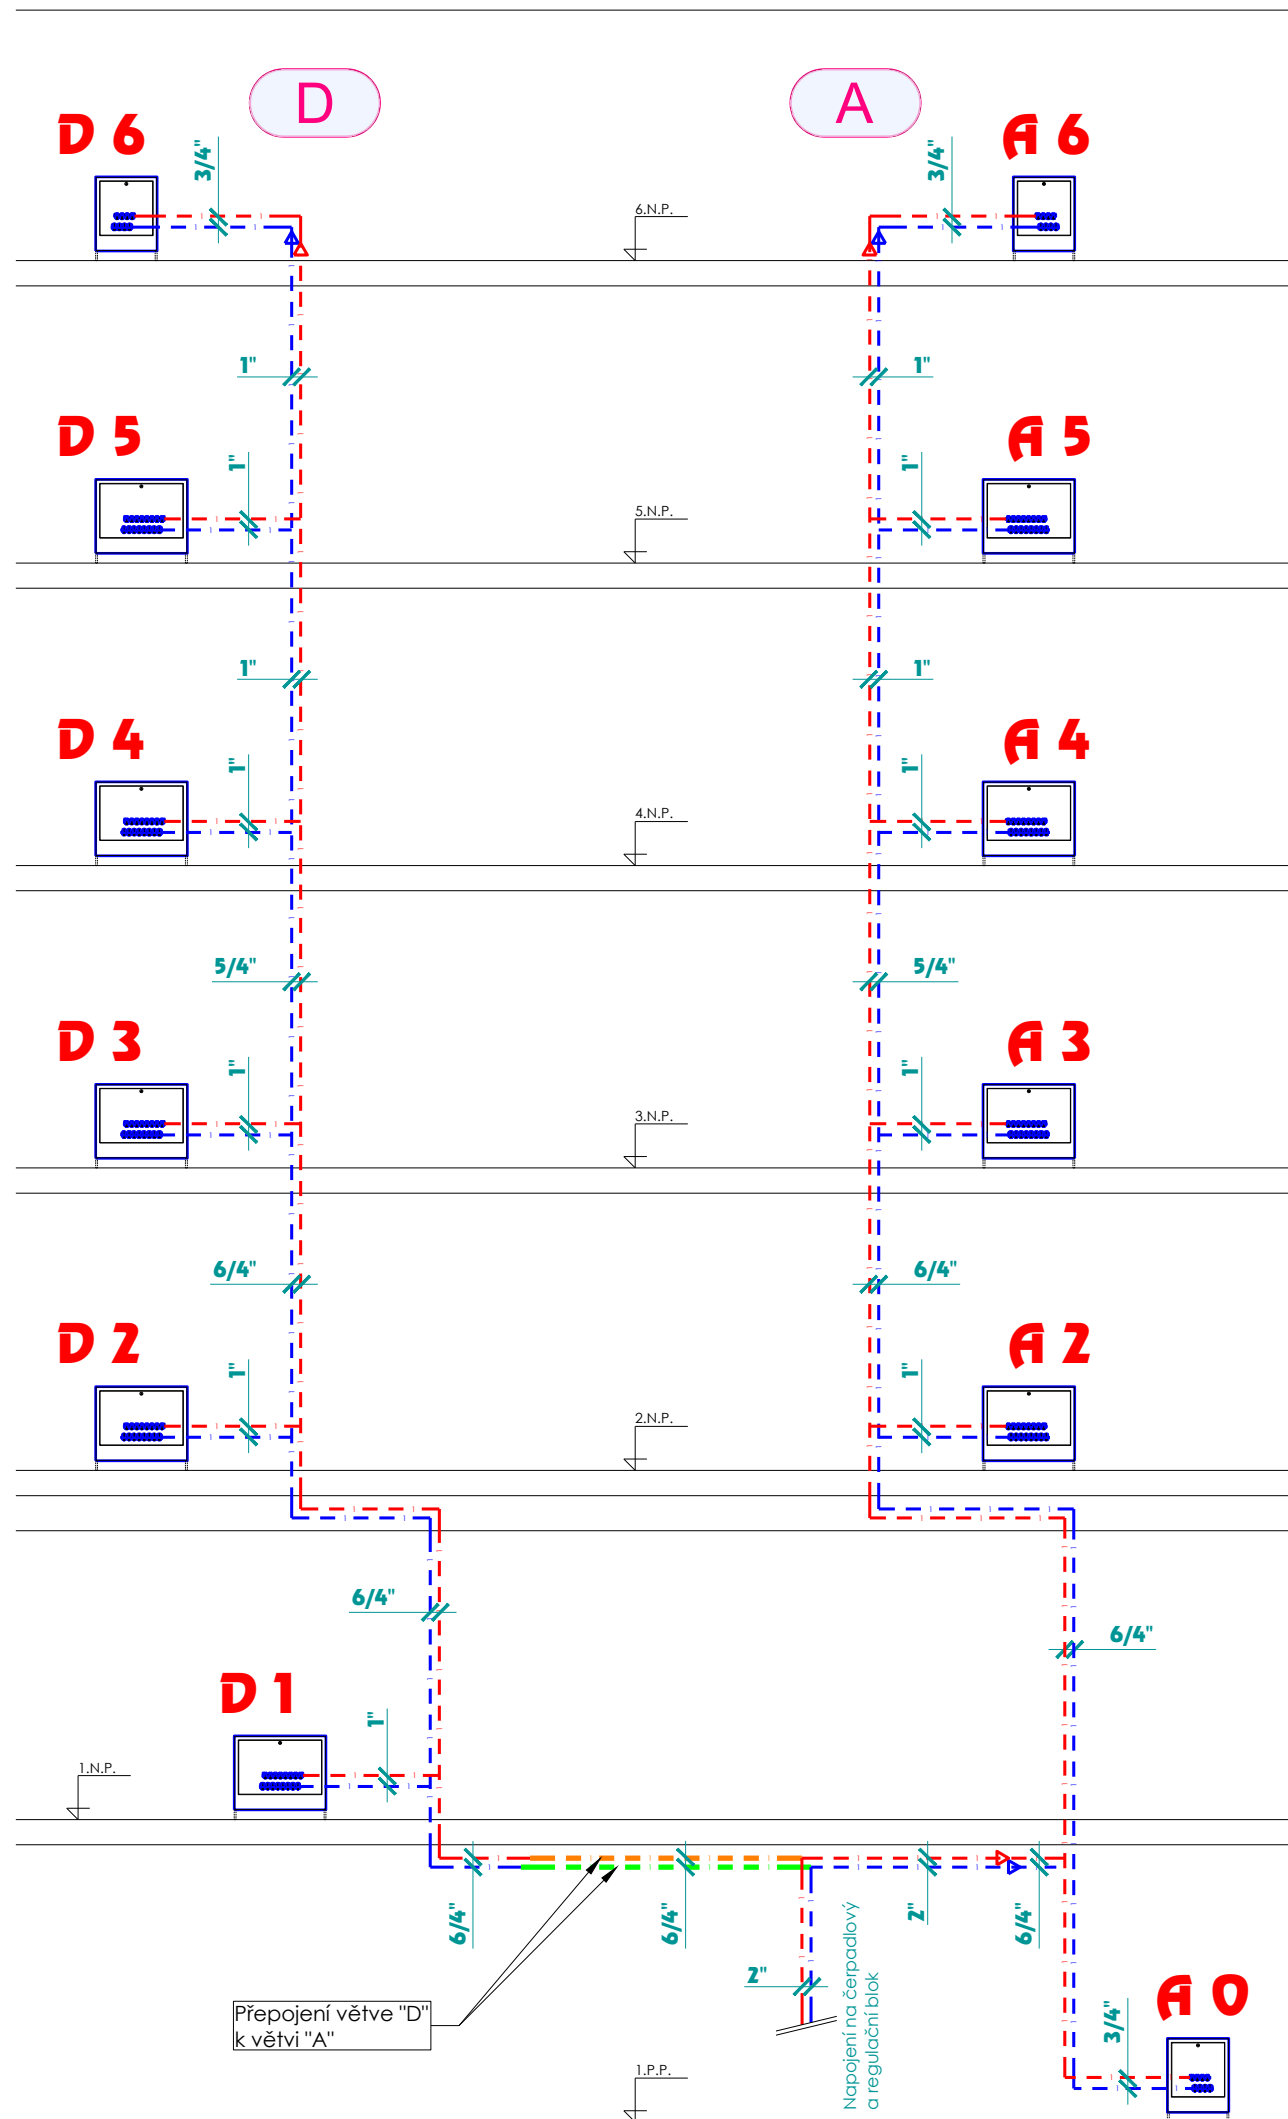 D
A
D 6
3/4"
6.N.P.
3/4"
A 6
1"
1"
D 5
1"
5.N.P.
1"
A 5
1"
1"
D 4
1"
4.N.P.
1"
A 4
5/4"
5/4"
D 3
1"
3.N.P.
1"
A 3
6/4"
6/4"
D 2
1"
2.N.P.
1"
A 2
6/4"
6/4"
D 1
1"
1.N.P.
6/4"
6/4"
2"
6/4"
2"
Napojení na čerpadlový
a regulační blok
Přepojení větve "D"
k větvi "A"
A 0
3/4"
1.P.P.